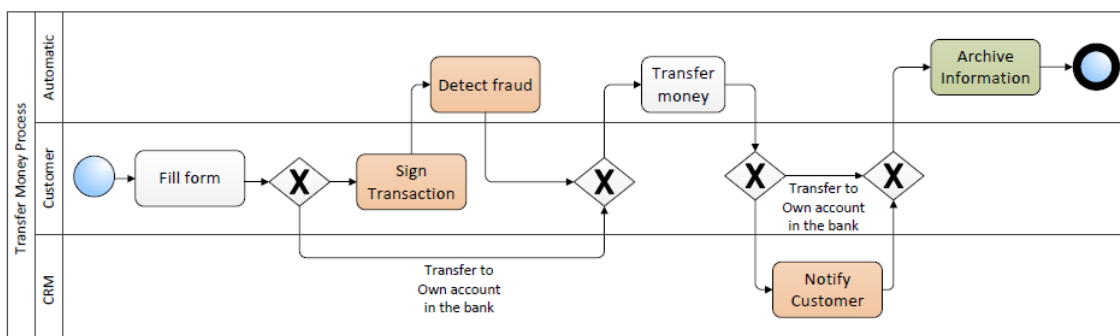 Transfer Money Process
Automatic
Customer
CRM
Fill form
X
Sign
Transaction
Detect fraud
Transfer to
Own account
in the bank
X
Transfer
money
X
Transfer to
Own account
in the bank
Notify
Customer
X
Archive
Information